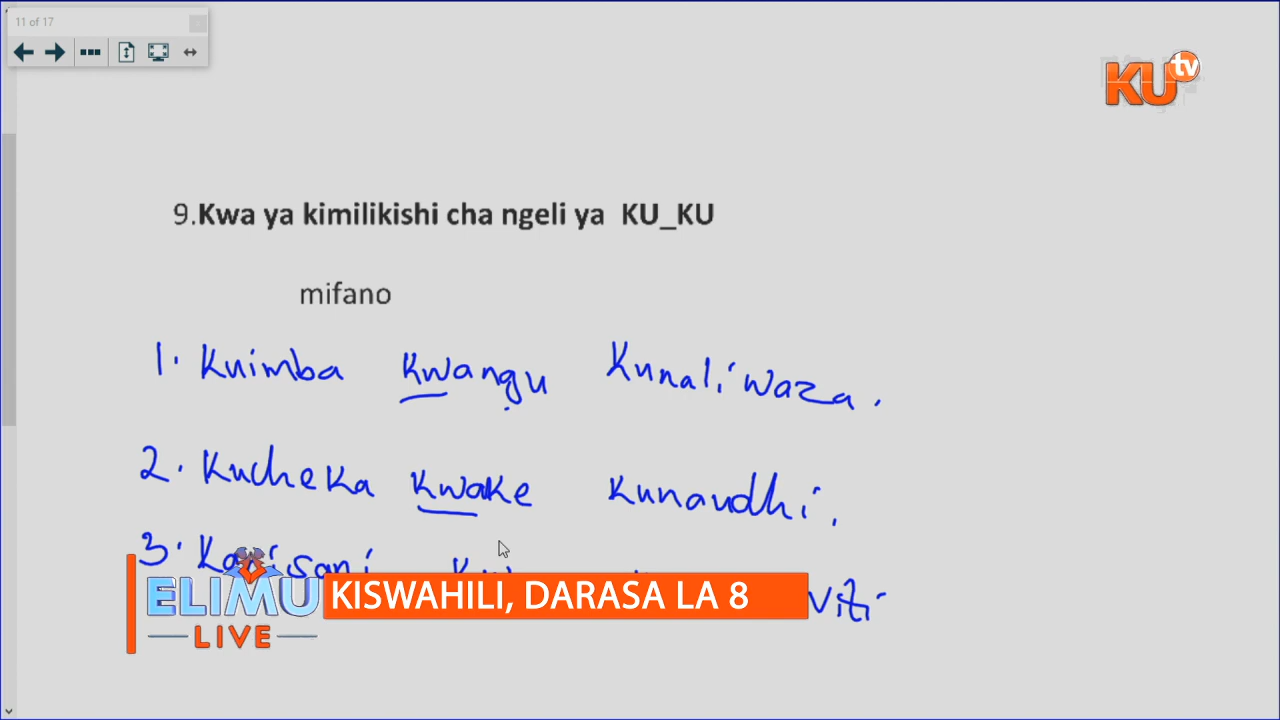 11 of 17
KU tv
9.Kwa ya kimilikishi cha ngeli ya KU_KU
mifano
1. Kuimba kwangu Kunaliwaza.
2. Kucheka kwake kunaudhi.
3.
ELIMU
LIVE
KISWAHILI, DARASA LA 8